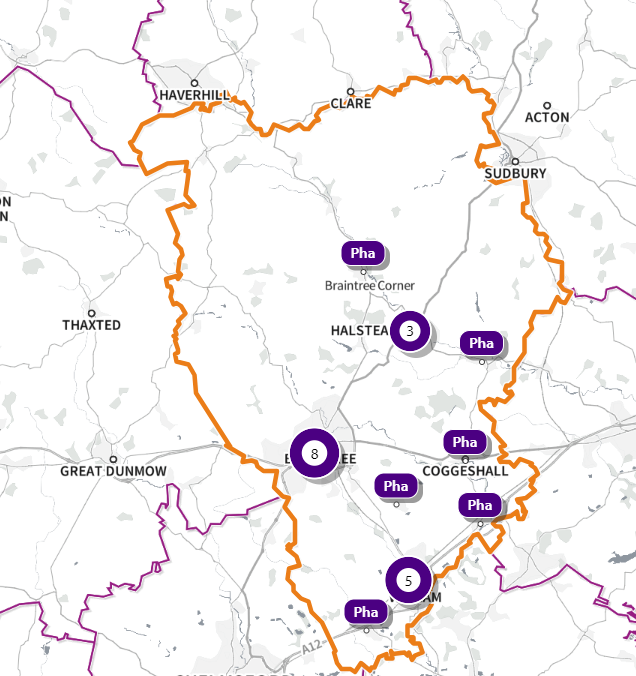 HAVERHILL
CLARE
ACTON
SUDBURY
Pha
Braintree Corner
THAXTED
3
Pha
8
Pha
COGGESHALL
GREAT DUNMOW
Pha
Pha
5
Pha
A12